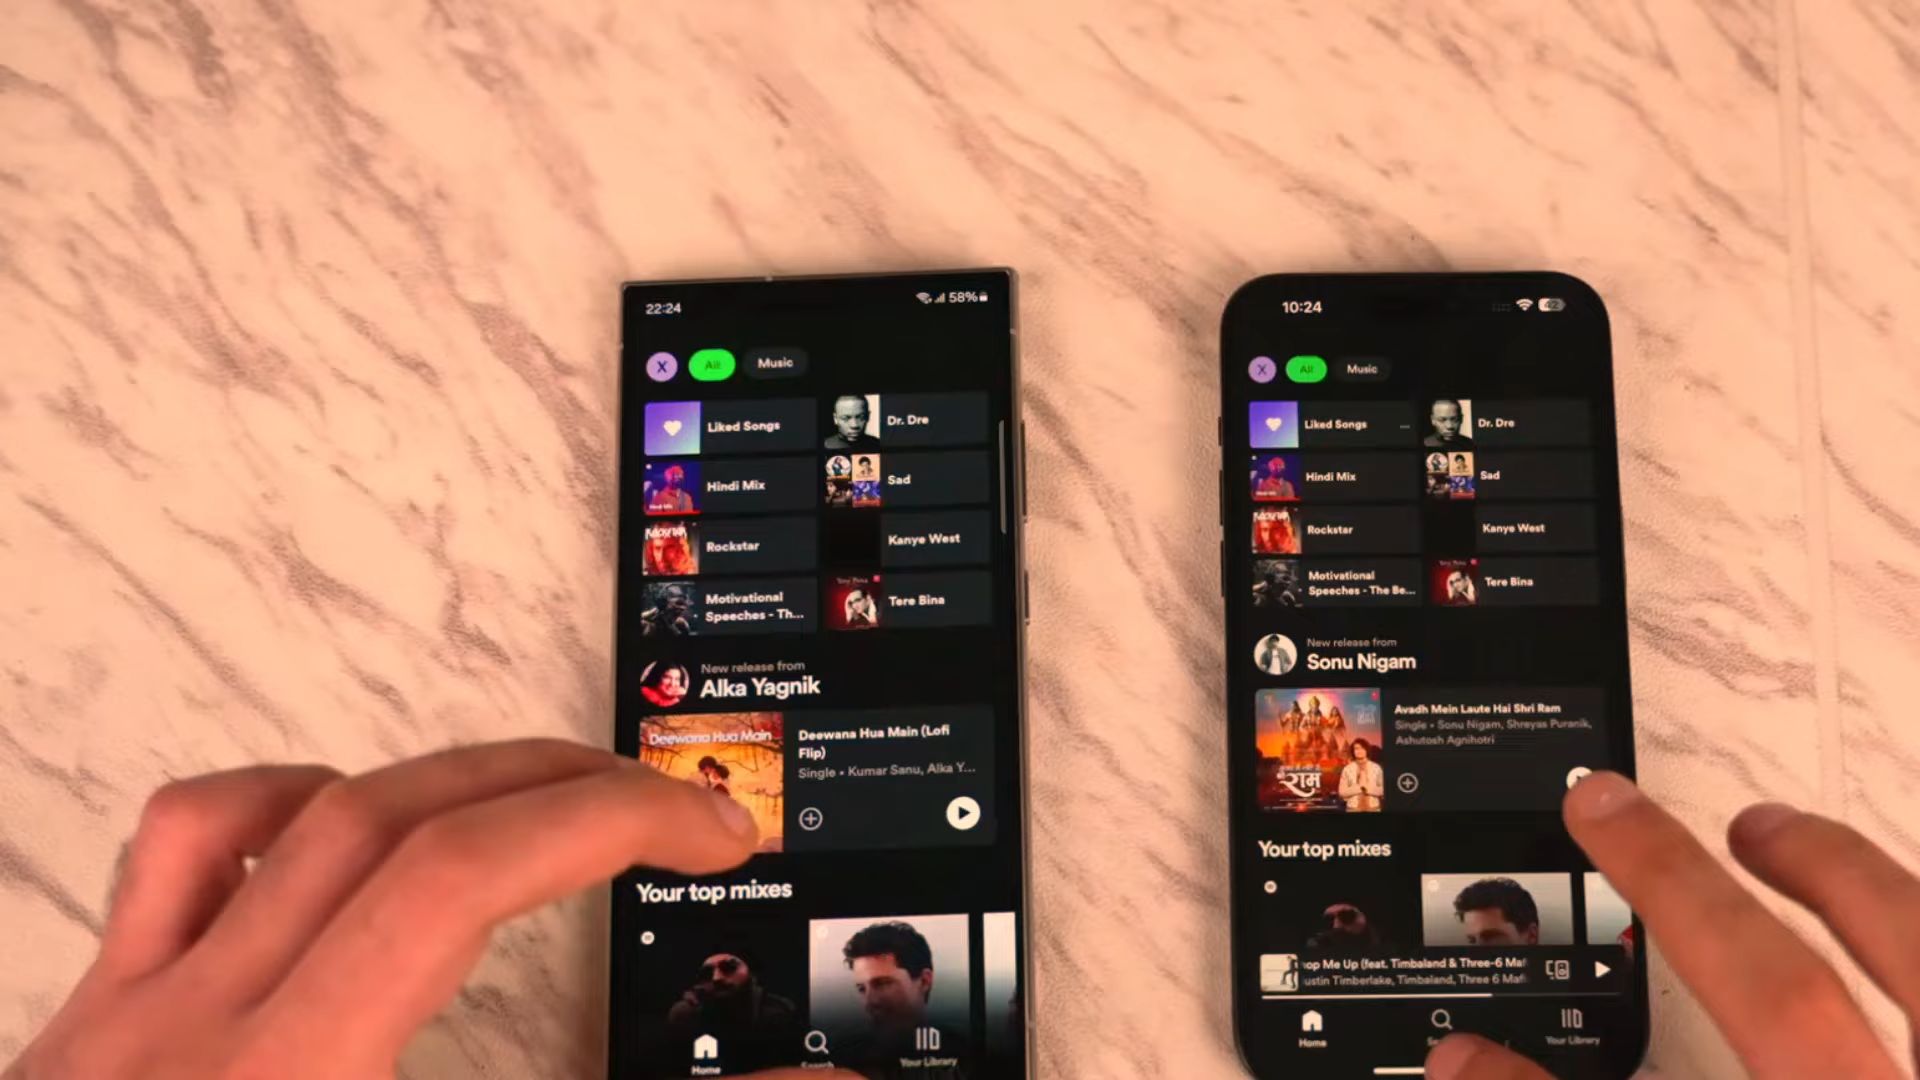 22:24
58%
X
All
Music
Liked Songs
Dr. Dre
Hindi Mix
Sad
Rockstar
Kanye West
Motivational
Speeches - Th...
Tere Bina
New release from
Alka Yagnik
Deewana Hua Main
Deewana Hua Main (Lofi
Flip)
Single • Kumar Sanu, Alka Y...
Your top mixes
Home
Search
Your Library
10:24
42
X
All
Music
Liked Songs
Dr. Dre
Hindi Mix
Sad
Rockstar
Kanye West
Motivational
Speeches - The Be...
Tere Bina
New release from
Sonu Nigam
राम
Avadh Mein Laute Hai Shri Ram
Single • Sonu Nigam, Shreyas Puranik,
Ashutosh Agnihotri
Your top mixes
op Me Up (feat. Timbaland & Three-6 Maf
ustin Timberlake, Timbaland, Three 6 Mafi
Home
Your Library